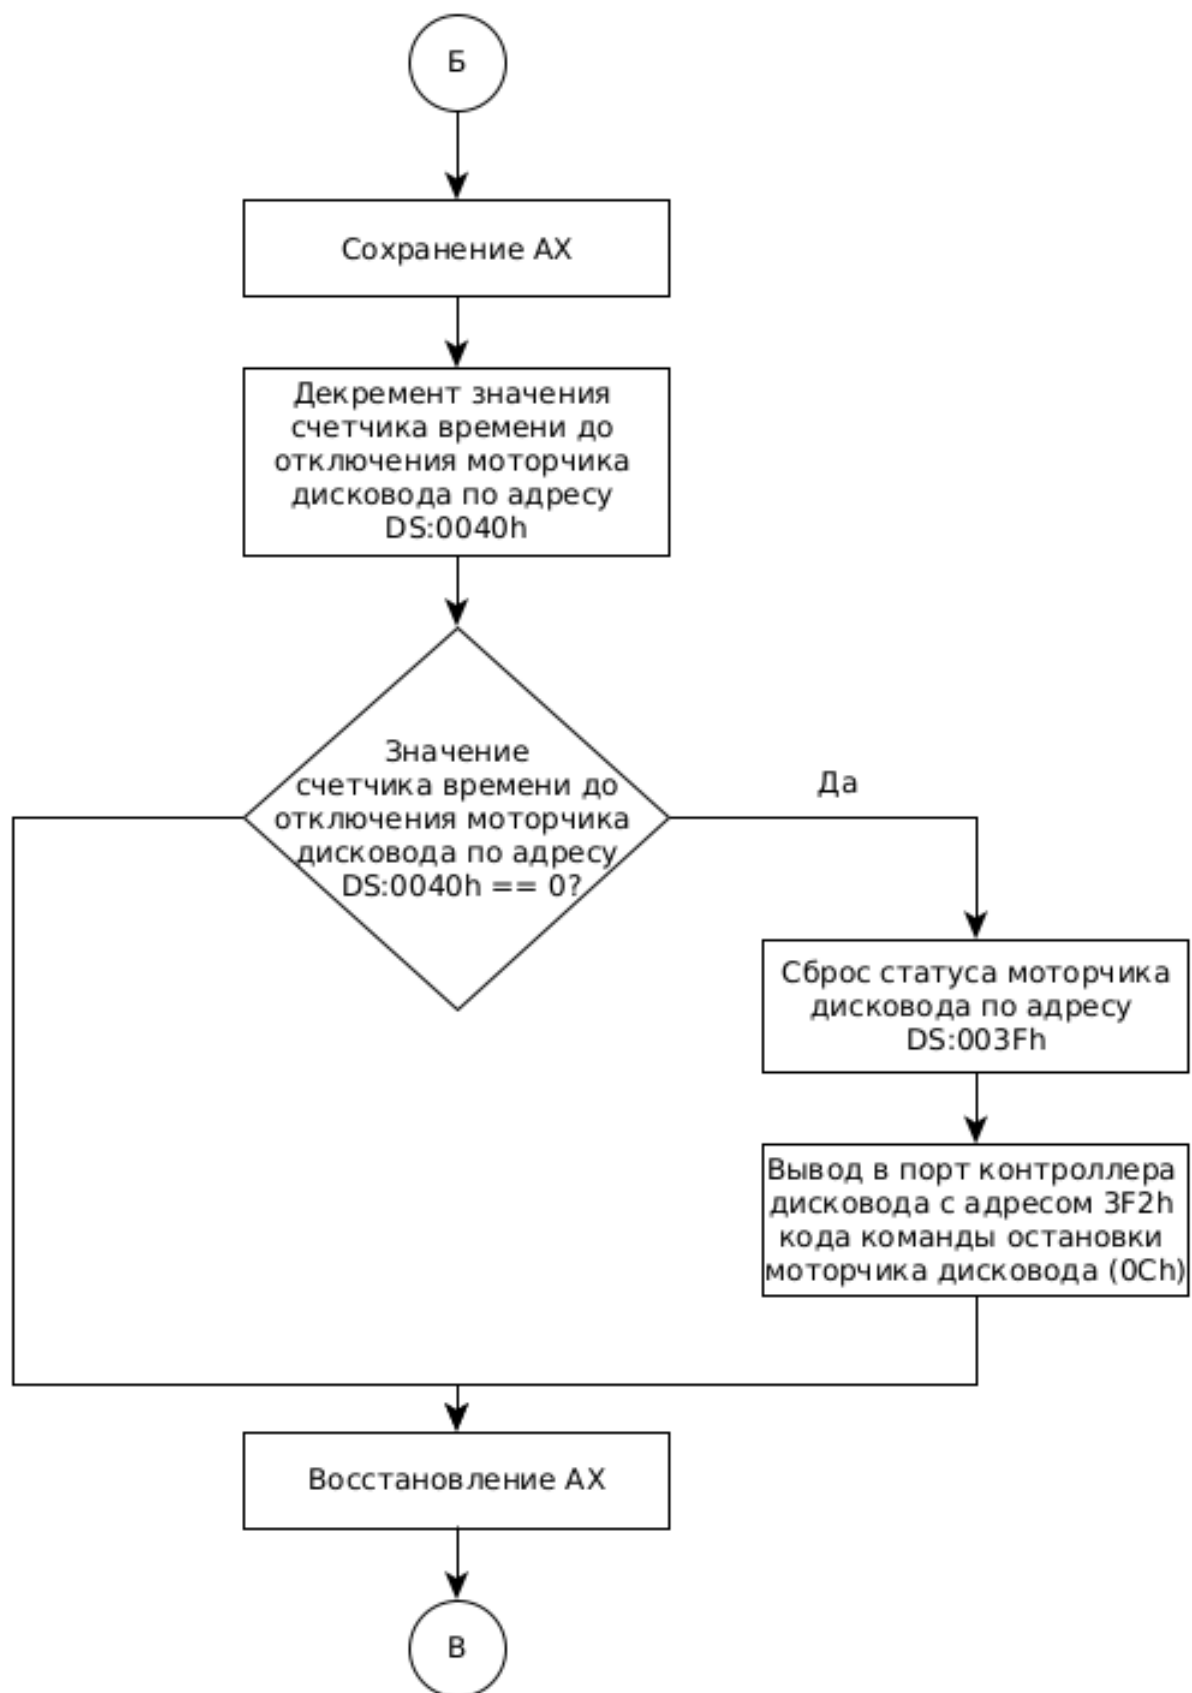 Б
Сохранение AX
Декремент значения
счетчика времени до
отключения моторчика
дисковода по адресу
DS:0040h
Значение
счетчика времени до
отключения моторчика
дисковода по адресу
DS:0040h == 0?
Да
Сброс статуса моторчика
дисковода по адресу
DS:003Fh
Вывод в порт контроллера
дисковода с адресом 3F2h
кода команды остановки
моторчика дисковода (0Ch)
Восстановление AX
В